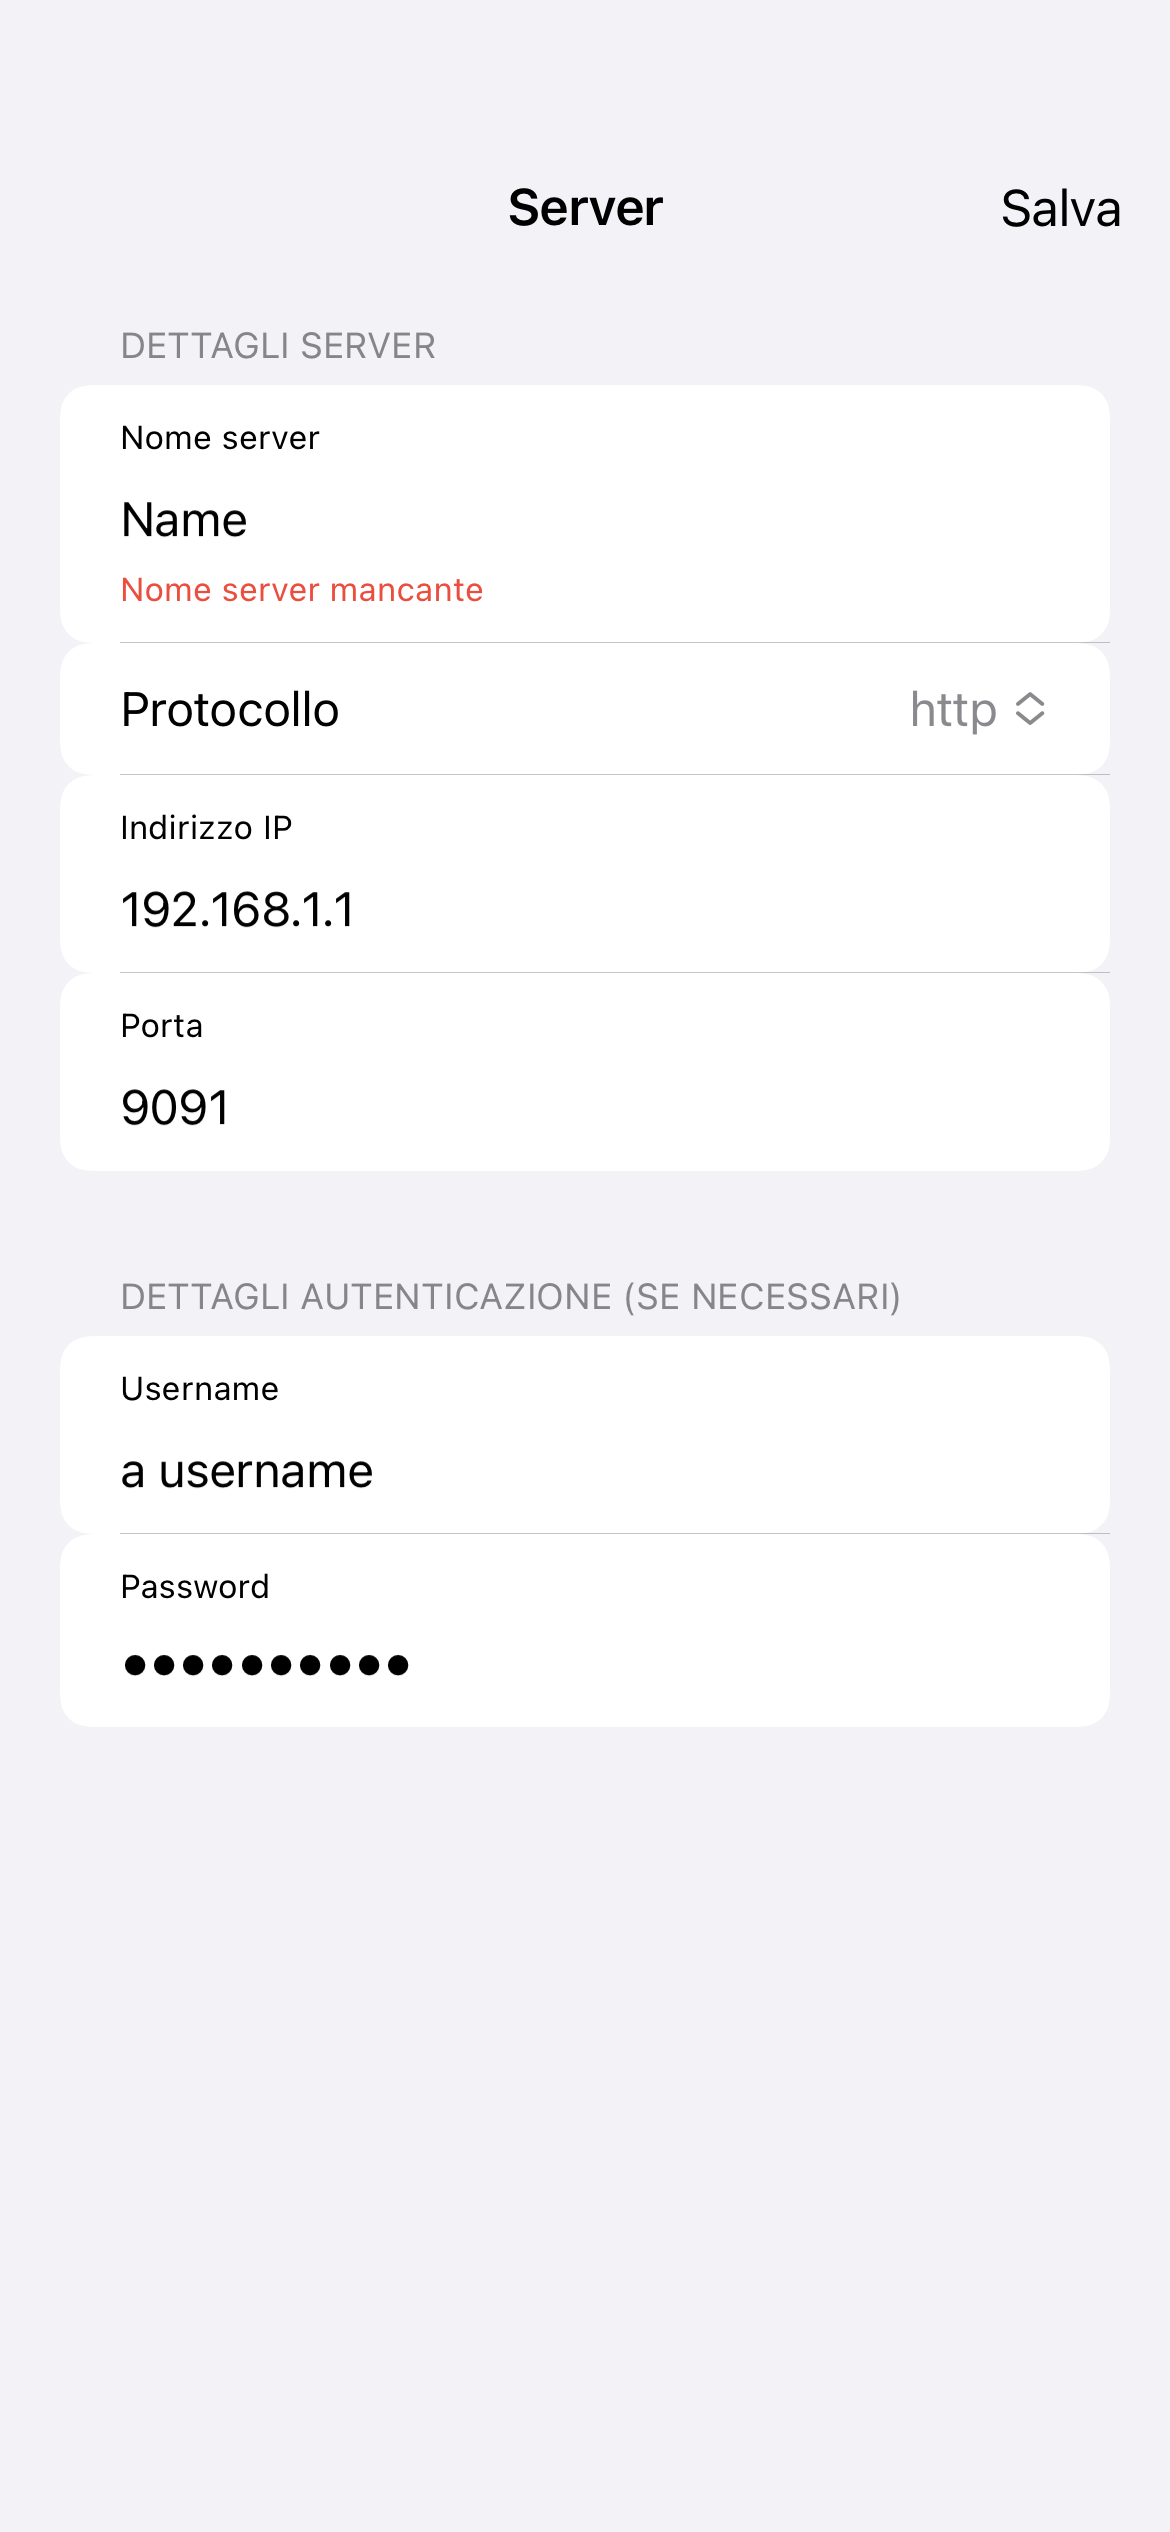 Server
Salva
DETTAGLI SERVER
Nome server
Name
Nome server mancante
Protocollo
http
Indirizzo IP
192.168.1.1
Porta
9091
DETTAGLI AUTENTICAZIONE (SE NECESSARI)
Username
a username
Password
••••••••••